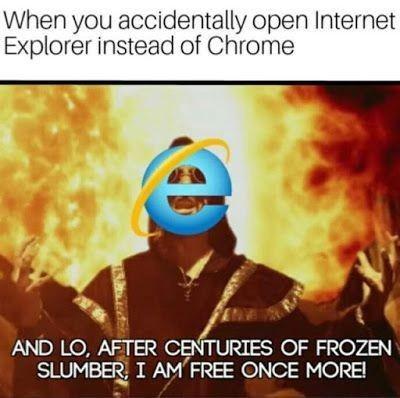 When you accidentally open Internet
Explorer instead of Chrome
e
AND LO, AFTER CENTURIES OF FROZEN
SLUMBER, I AM FREE ONCE MORE!